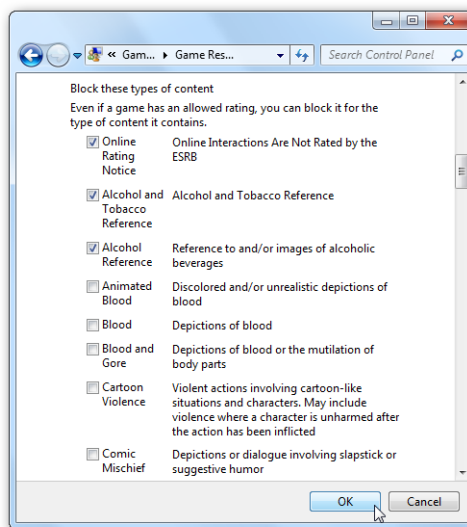 « Gam... ▸ Game Res... Search Control Panel
Block these types of content
Even if a game has an allowed rating, you can block it for the
type of content it contains.
Online Online Interactions Are Not Rated by the
Rating ESRB
Notice
Alcohol and Alcohol and Tobacco Reference
Tobacco
Reference
Alcohol Reference to and/or images of alcoholic
Reference beverages
Animated Discolored and/or unrealistic depictions of
Blood blood
Blood Depictions of blood
Blood and Depictions of blood or the mutilation of
Gore body parts
Cartoon Violent actions involving cartoon-like
Violence situations and characters. May include
violence where a character is unharmed after
the action has been inflicted
Comic Depictions or dialogue involving slapstick or
Mischief suggestive humor
OK Cancel